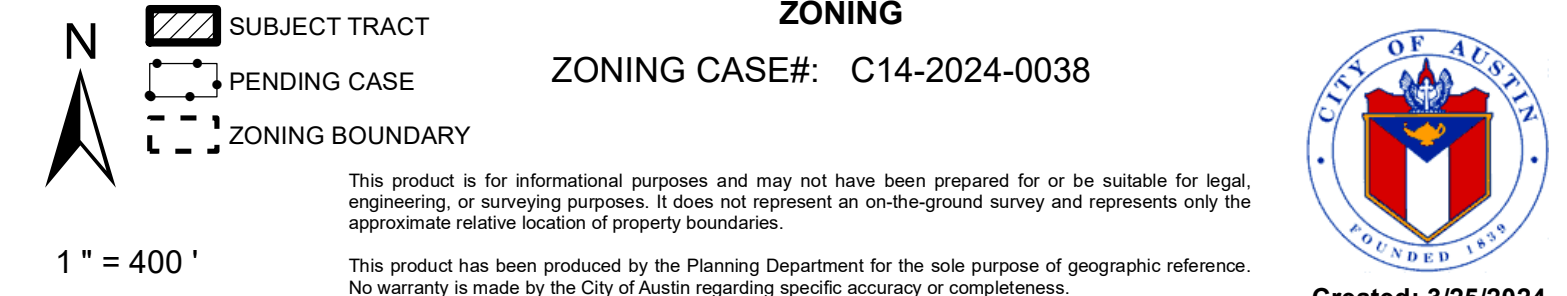 ZONING
N
SUBJECT TRACT
PENDING CASE
ZONING BOUNDARY
ZONING CASE#: C14-2024-0038
This product is for informational purposes and may not have been prepared for or be suitable for legal,
engineering, or surveying purposes. It does not represent an on-the-ground survey and represents only the
approximate relative location of property boundaries.
1 " = 400 '
This product has been produced by the Planning Department for the sole purpose of geographic reference.
No warranty is made by the City of Austin regarding specific accuracy or completeness.
CITY OF AUSTIN
FOUNDED 1839
Created: 3/25/2024